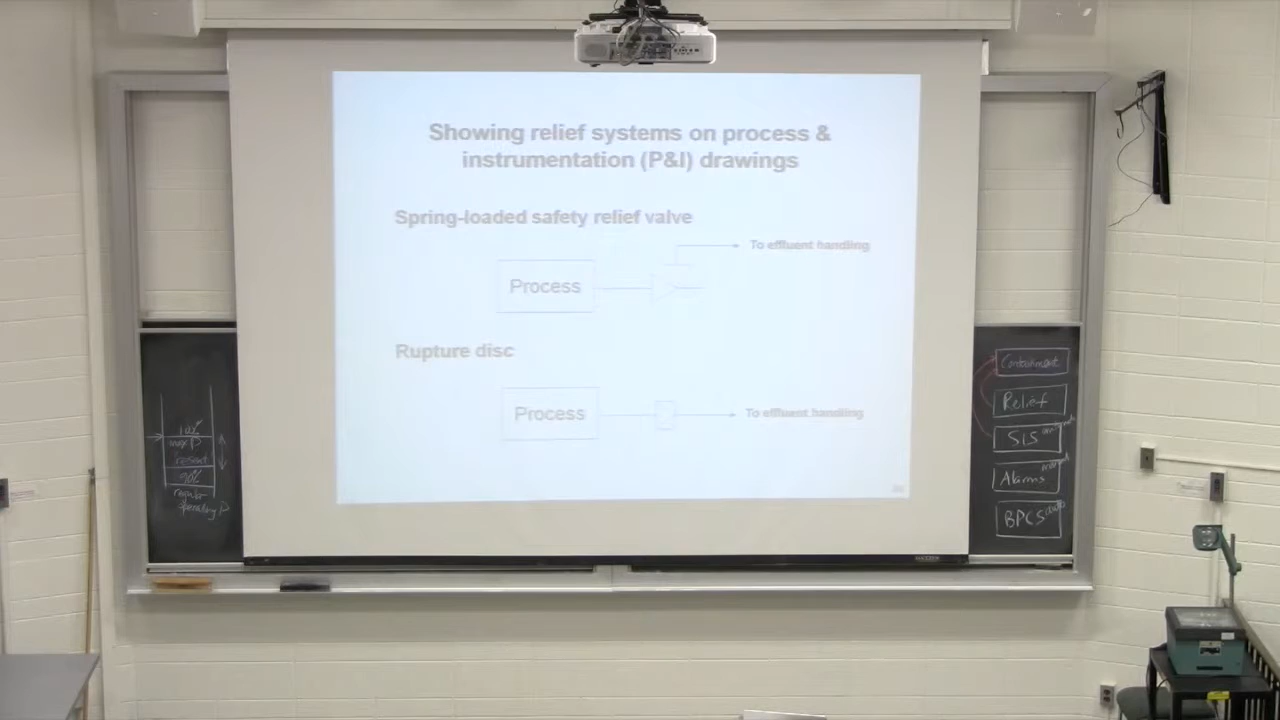 Showing relief systems on process &
instrumentation (P&I) drawings
Spring-loaded safety relief valve
To effluent handling
Process
Rupture disc
Process
To effluent handling
max P
90%
regular
operating P
Containment
Relief
SIS
Alarms
BPCS